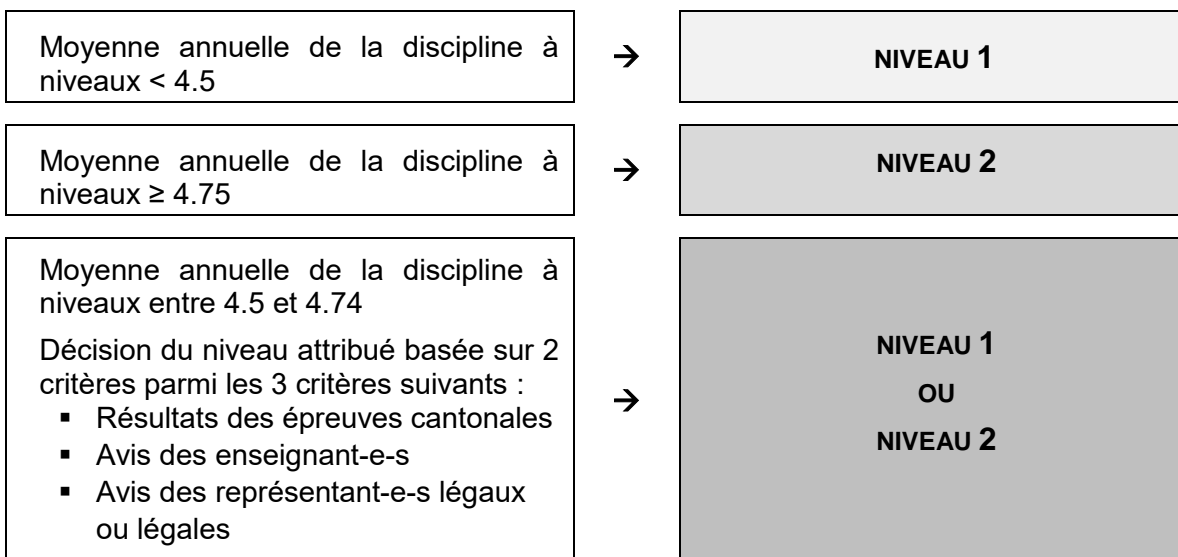 Moyenne annuelle de la discipline à
niveaux < 4.5
→
NIVEAU 1
Moyenne annuelle de la discipline à
niveaux ≥ 4.75
→
NIVEAU 2
Moyenne annuelle de la discipline à
niveaux entre 4.5 et 4.74
Décision du niveau attribué basée sur 2
critères parmi les 3 critères suivants :
▪ Résultats des épreuves cantonales
▪ Avis des enseignant-e-s
▪ Avis des représentant-e-s légaux
ou légales
→
NIVEAU 1
OU
NIVEAU 2